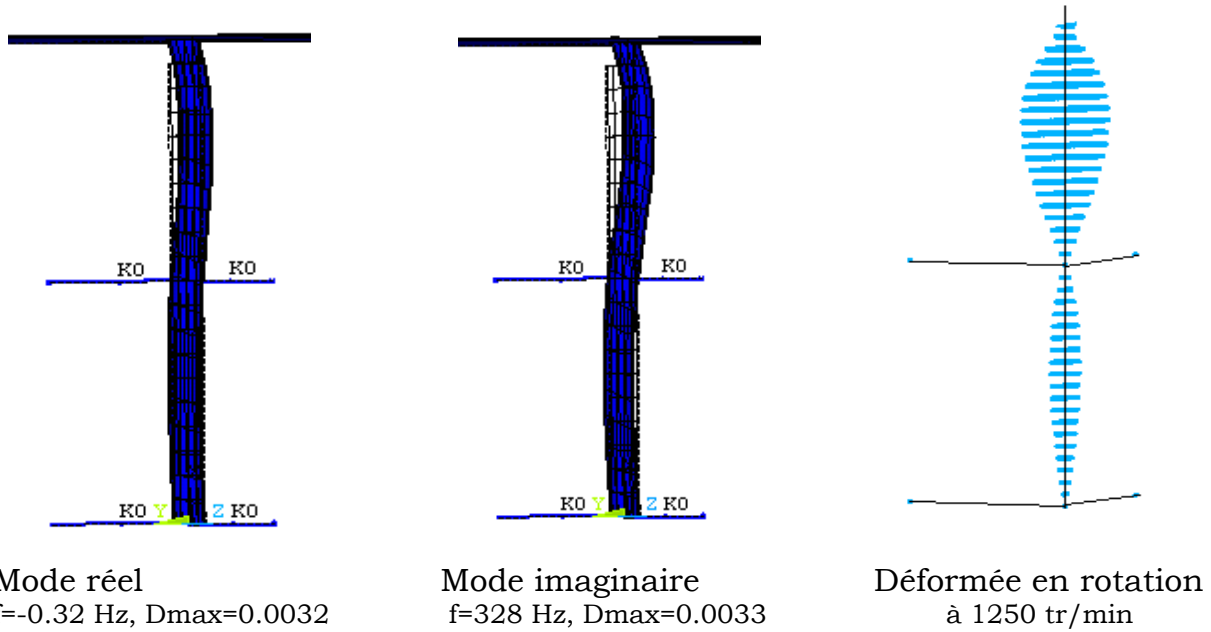 K0 K0
K0 Y Z K0
K0 K0
K0 Y Z K0
Mode réel
f=-0.32 Hz, Dmax=0.0032
Mode imaginaire
f=328 Hz, Dmax=0.0033
Déformée en rotation
à 1250 tr/min